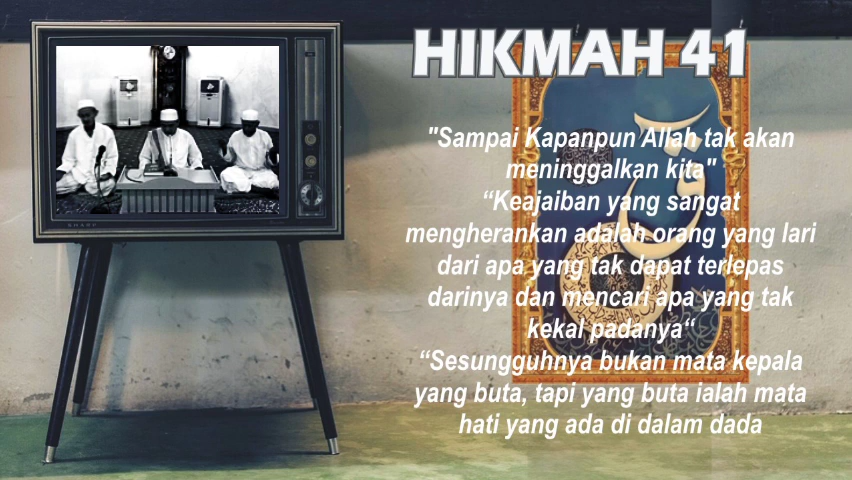 HIKMAH 41
"Sampai Kapanpun Allah tak akan
meninggalkan kita"
“Keajaiban yang sangat
mengherankan adalah orang yang lari
dari apa yang tak dapat terlepas
darinya dan mencari apa yang tak
kekal padanya“
“Sesungguhnya bukan mata kepala
yang buta, tapi yang buta ialah mata
hati yang ada di dalam dada
SHARP